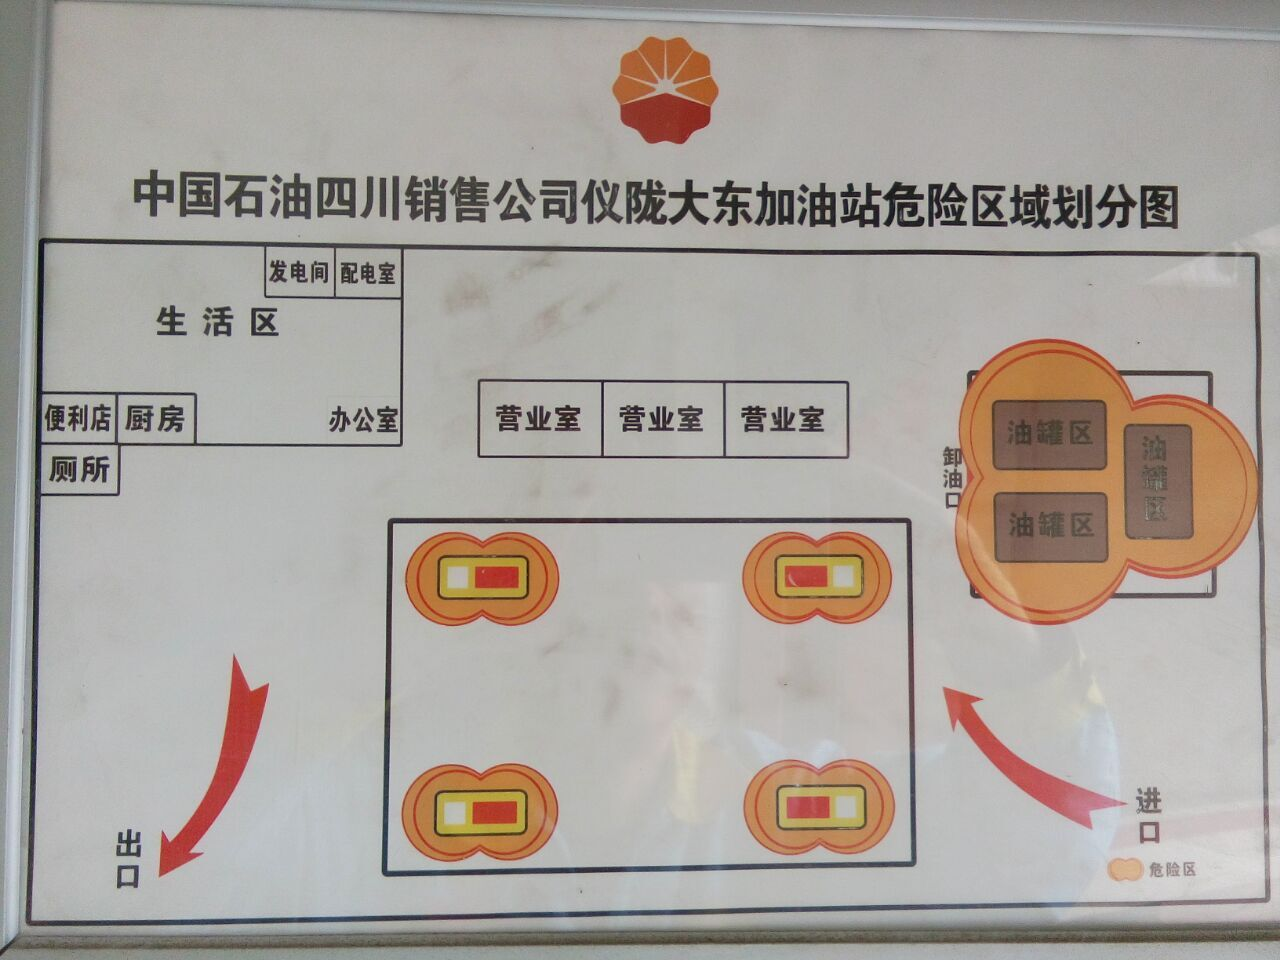 中国石油四川销售公司仪陇大东加油站危险区域划分图
发电间 配电室
生活区
便利店 厨房 办公室
厕所
营业室 营业室 营业室
油罐区
油罐区
油罐区
卸油口
进口
出口
危险区